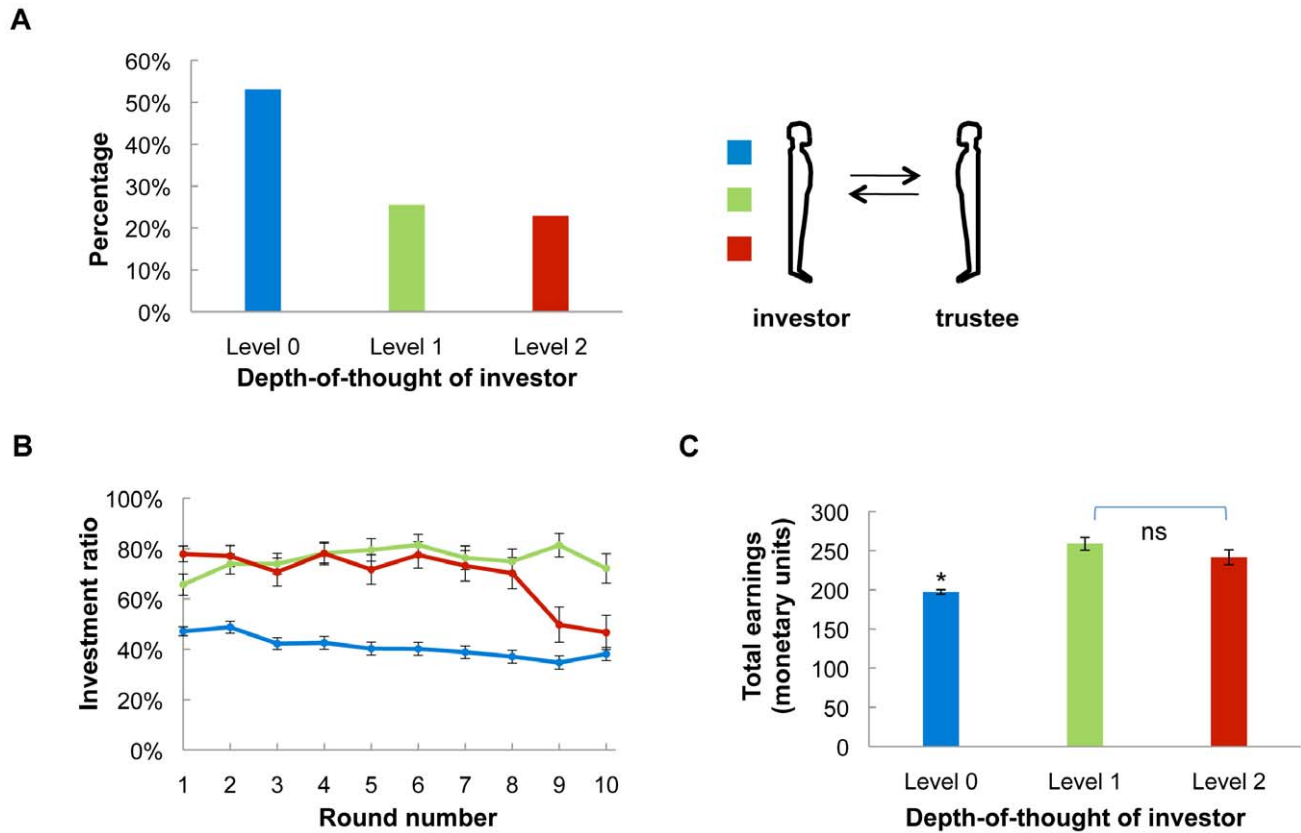 A
60%
50%
40%
30%
20%
10%
0%
Percentage
Level 0 Level 1 Level 2
Depth-of-thought of investor
investor trustee
B
100%
80%
60%
40%
20%
0%
Investment ratio
1 2 3 4 5 6 7 8 9 10
Round number
C
300
250
200
150
100
50
0
Total earnings
(monetary units)
*
ns
Level 0 Level 1 Level 2
Depth-of-thought of investor